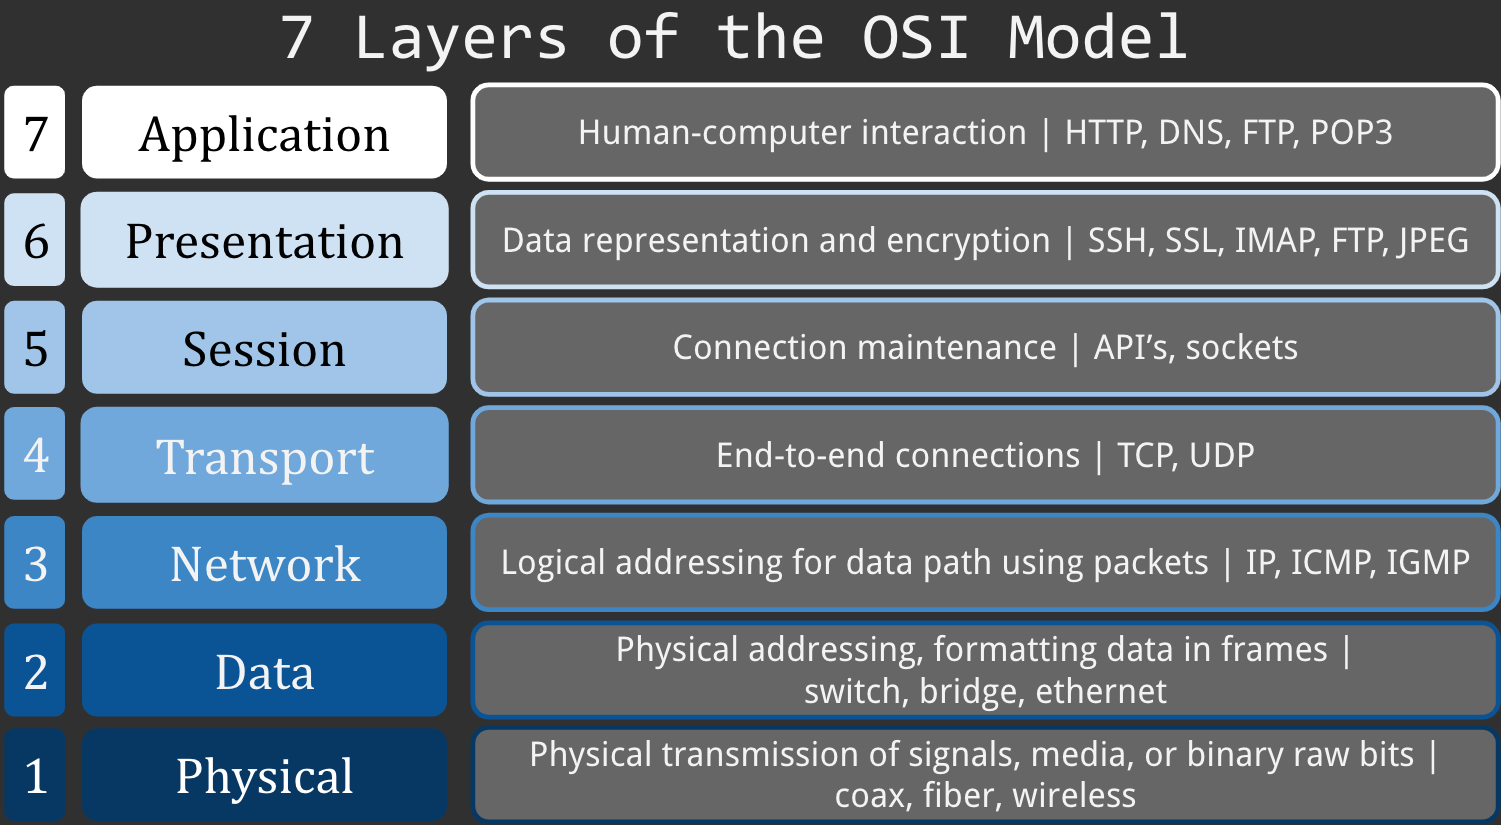 7 Layers of the OSI Model
7 Application Human-computer interaction | HTTP, DNS, FTP, POP3
6 Presentation Data representation and encryption | SSH, SSL, IMAP, FTP, JPEG
5 Session Connection maintenance | API’s, sockets
4 Transport End-to-end connections | TCP, UDP
3 Network Logical addressing for data path using packets | IP, ICMP, IGMP
2 Data Physical addressing, formatting data in frames |
switch, bridge, ethernet
1 Physical Physical transmission of signals, media, or binary raw bits |
coax, fiber, wireless